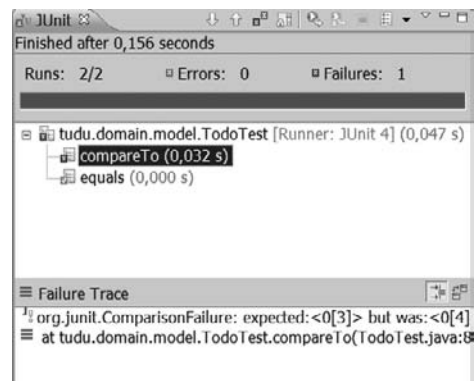 JUnit
Finished after 0,156 seconds
Runs: 2/2 Errors: 0 Failures: 1
tudu.domain.model.TodoTest [Runner: JUnit 4] (0,047 s)
compareTo (0,032 s)
equals (0,000 s)
Failure Trace
org.junit.ComparisonFailure: expected:<0[3]> but was:<0[4]
at tudu.domain.model.TodoTest.compareTo(TodoTest.java:8